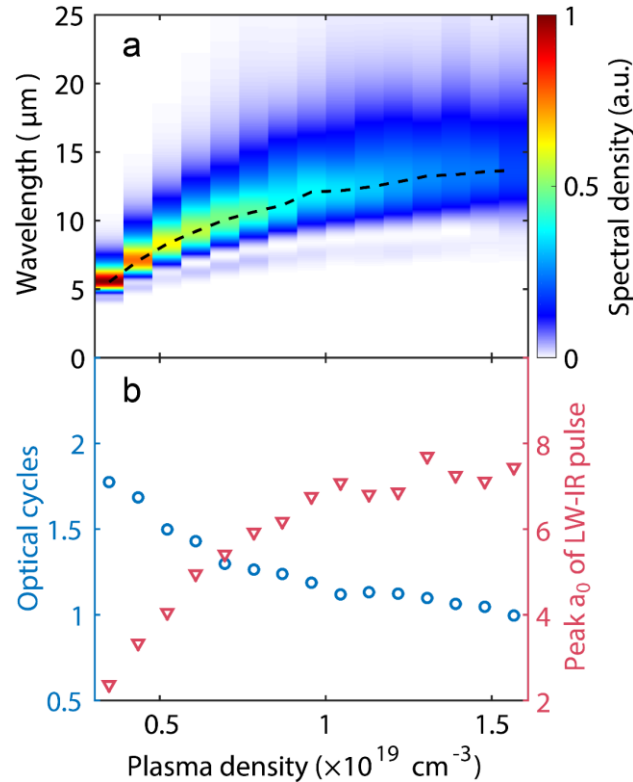 a
25
20
15
10
5
0
Wavelength ( µm)
1
0.5
0
Spectral density (a.u.)
b
2
1.5
1
0.5
Optical cycles
8
6
4
2
Peak a₀ of LW-IR pulse
0.5
1
1.5
Plasma density (×10¹⁹ cm⁻³)